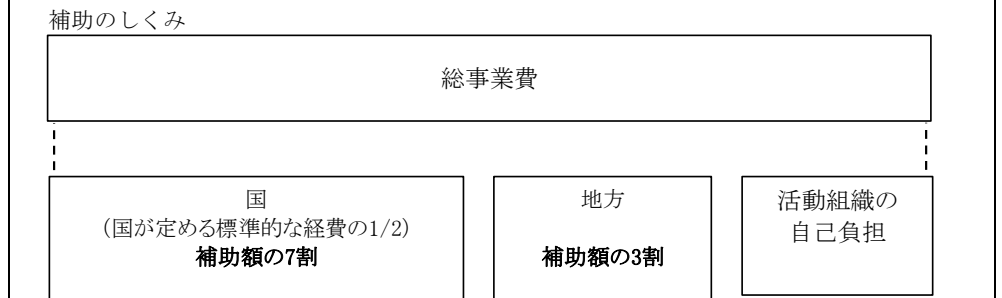 補助のしくみ
総事業費
国
（国が定める標準的な経費の1/2）
補助額の7割
地方
補助額の3割
活動組織の
自己負担